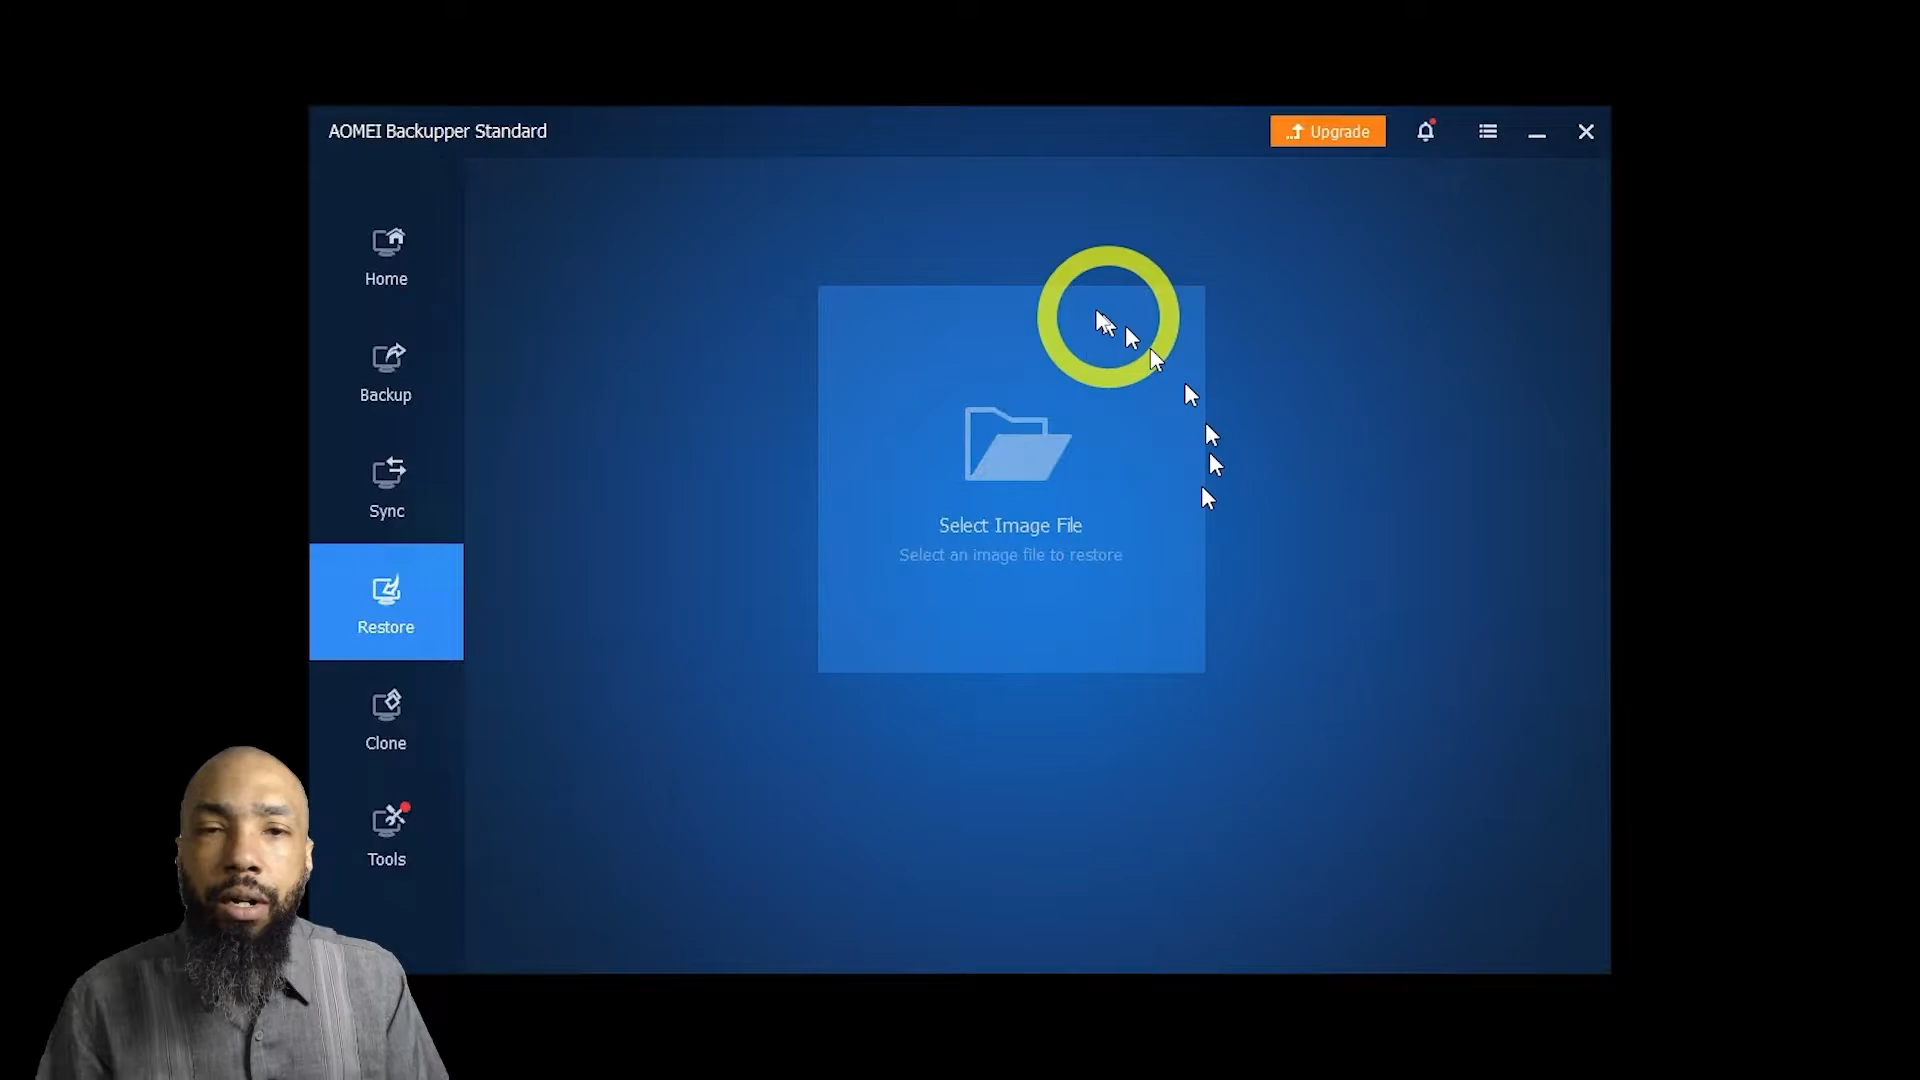 AOMEI Backupper Standard
Upgrade
Home
Backup
Sync
Restore
Clone
Tools
Select Image File
Select an image file to restore